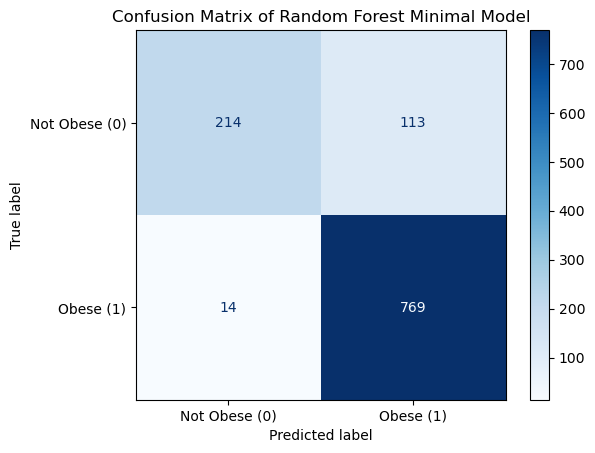 Confusion Matrix of Random Forest Minimal Model
True label
Not Obese (0)
Obese (1)
214
113
14
769
Not Obese (0)
Obese (1)
Predicted label
700
600
500
400
300
200
100